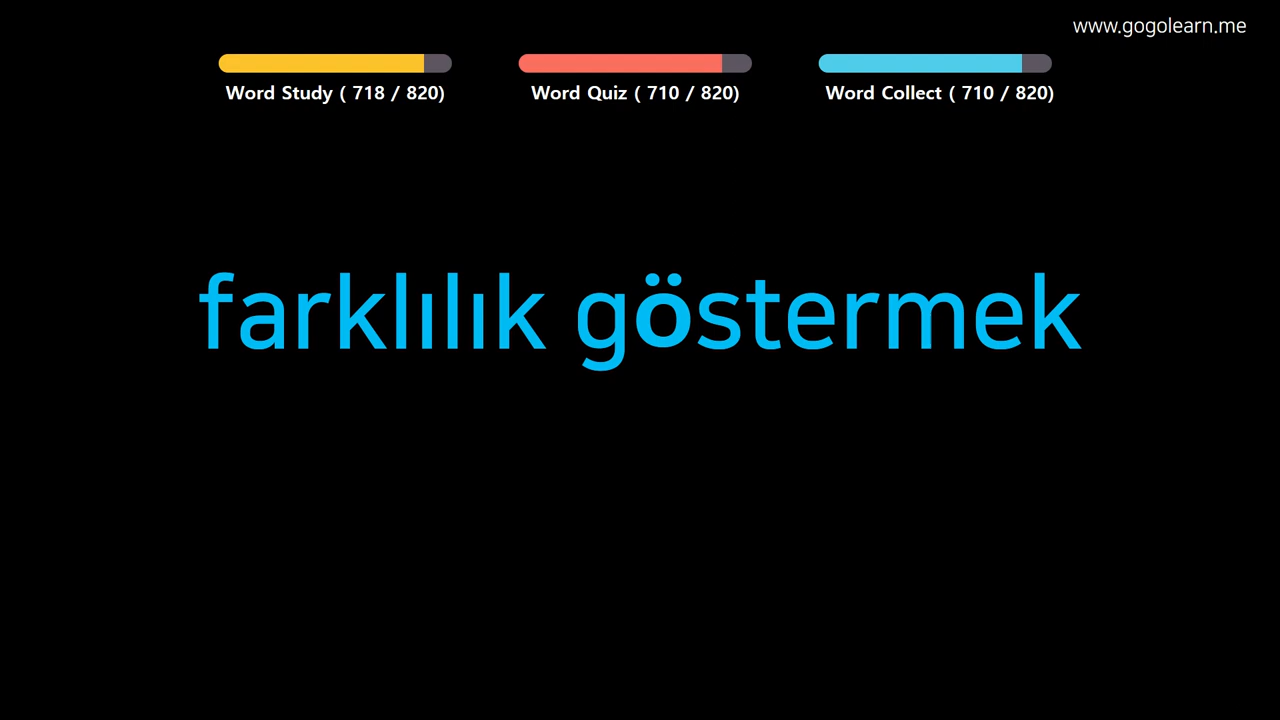 www.gogolearn.me
Word Study ( 718 / 820)
Word Quiz ( 710 / 820)
Word Collect ( 710 / 820)
farklılık göstermek